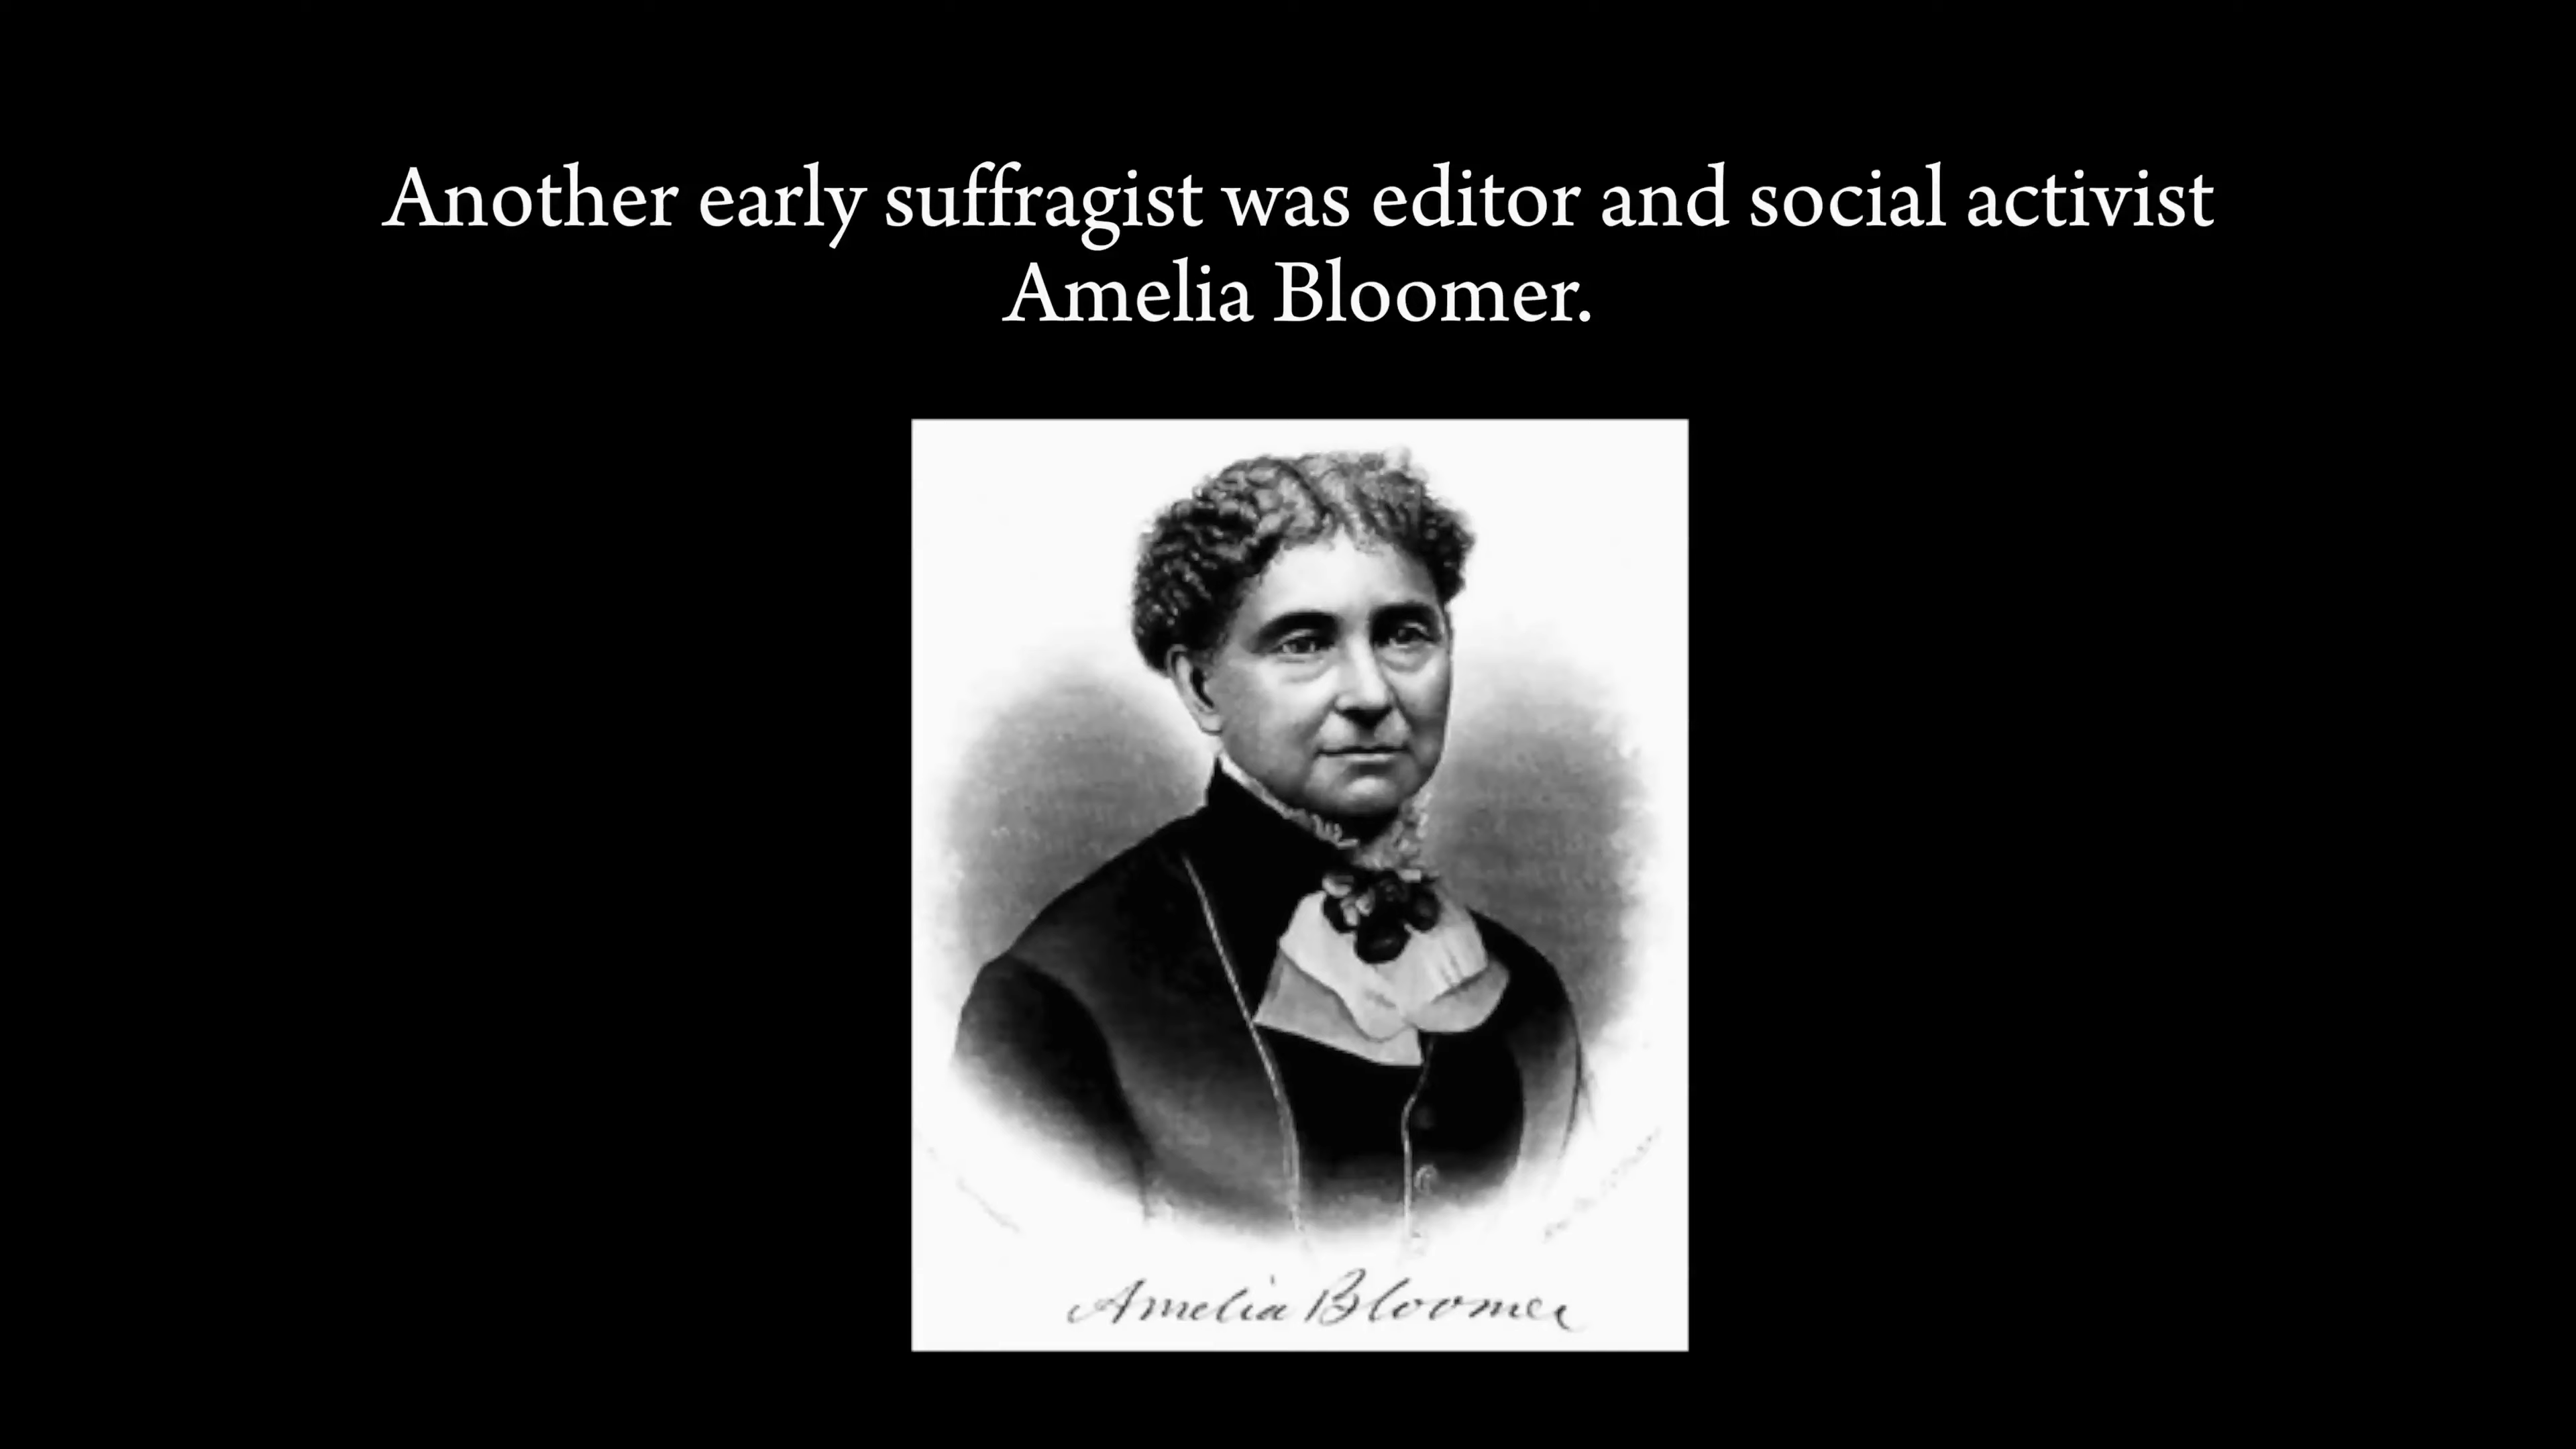 Another early suffragist was editor and social activist
Amelia Bloomer.
Amelia Bloomer